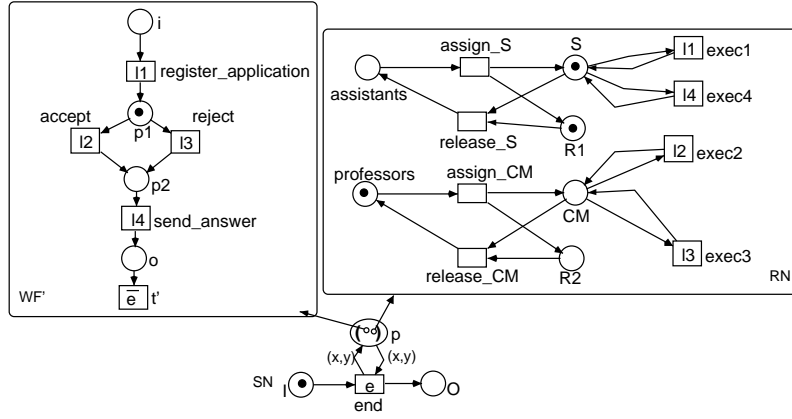 i
l1 register_application
accept reject
p1
l2 l3
p2
l4 send_answer
o
e t'
WF'
assign_S S
l1 exec1
assistants
l4 exec4
release_S R1
professors assign_CM
l2 exec2
CM
l3 exec3
release_CM R2
RN
( ) p
(x,y) (x,y)
SN I e O
end